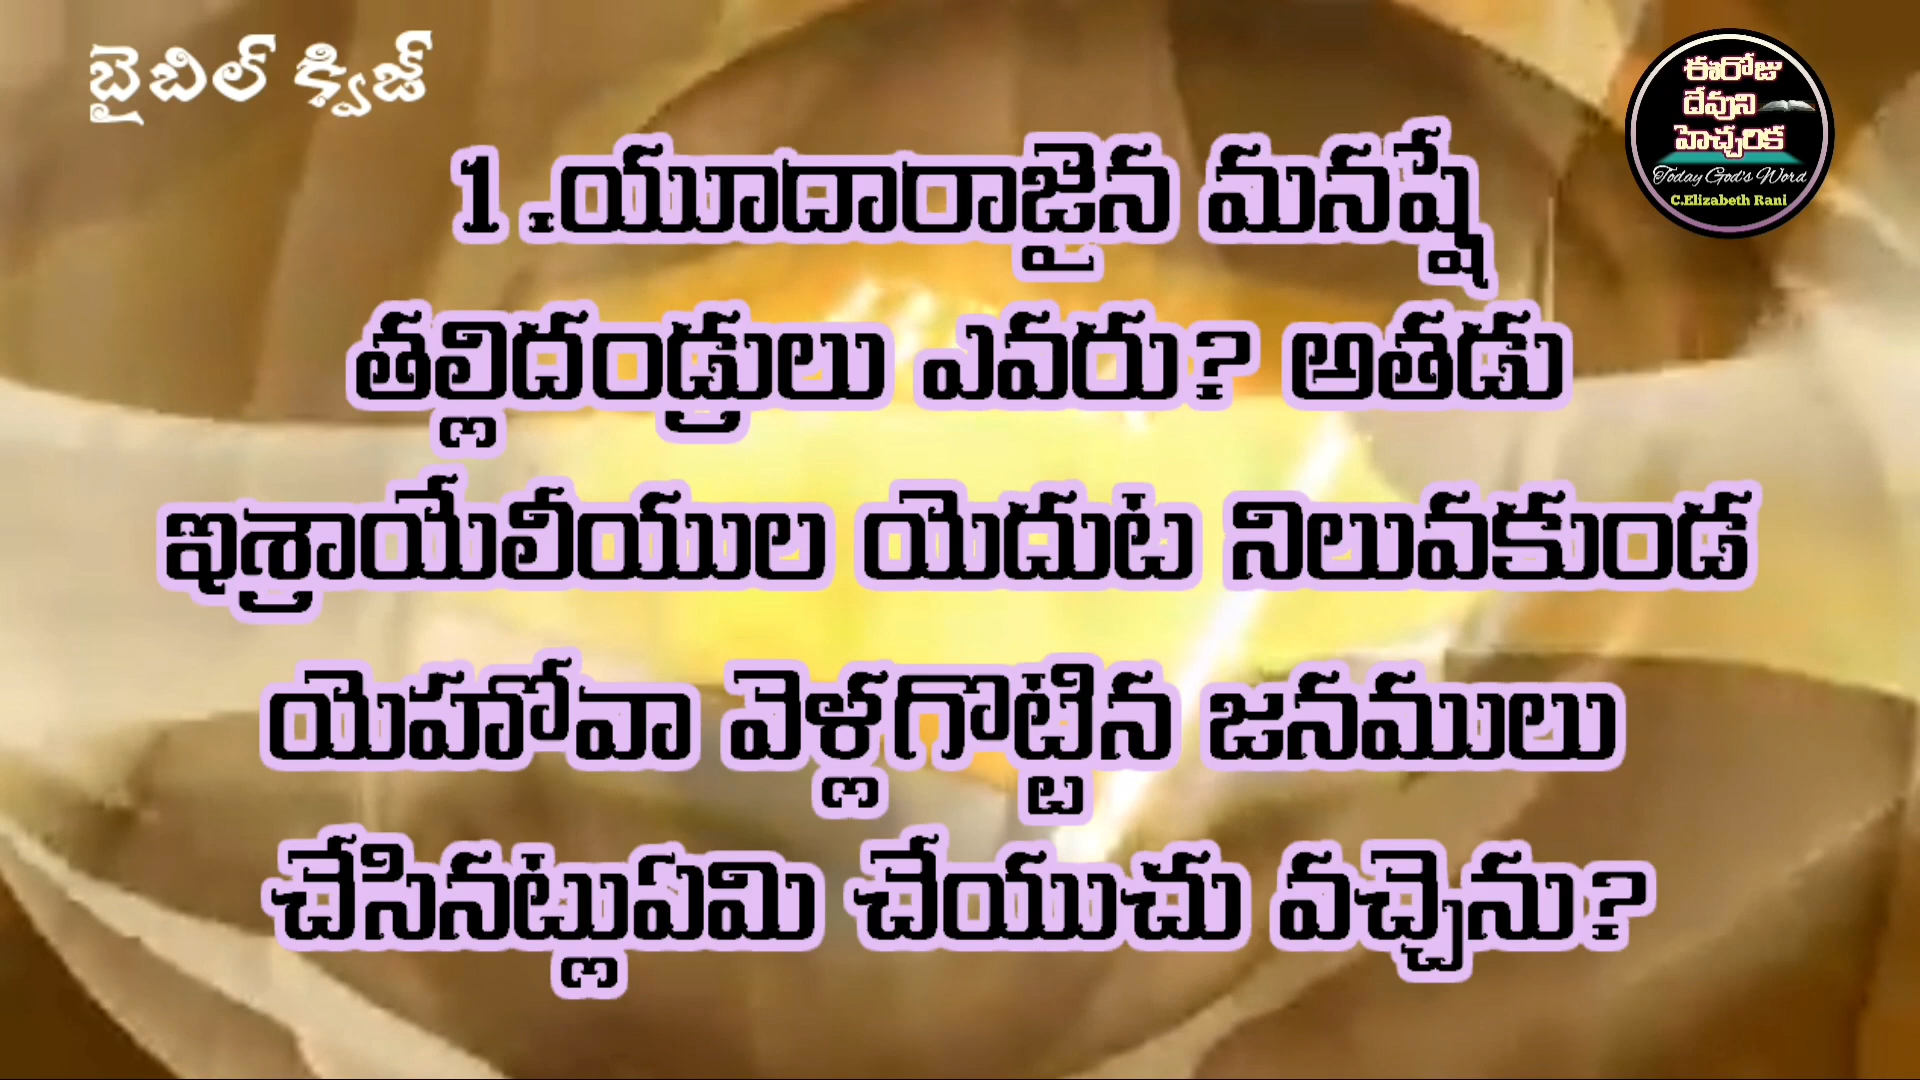 బైబిల్ క్విజ్
ఈరోజు
దేవుని
హెచ్చరిక
Today God's Word
C.Elizabeth Rani
1.యూదారాజైన మనష్షే
తల్లిదండ్రులు ఎవరు? అతడు
ఇశ్రాయేలీయుల యెదుట నిలువకుండ
యెహోవా వెళ్లగొట్టిన జనములు
చేసినట్లుఏమి చేయుచు వచ్చెను?